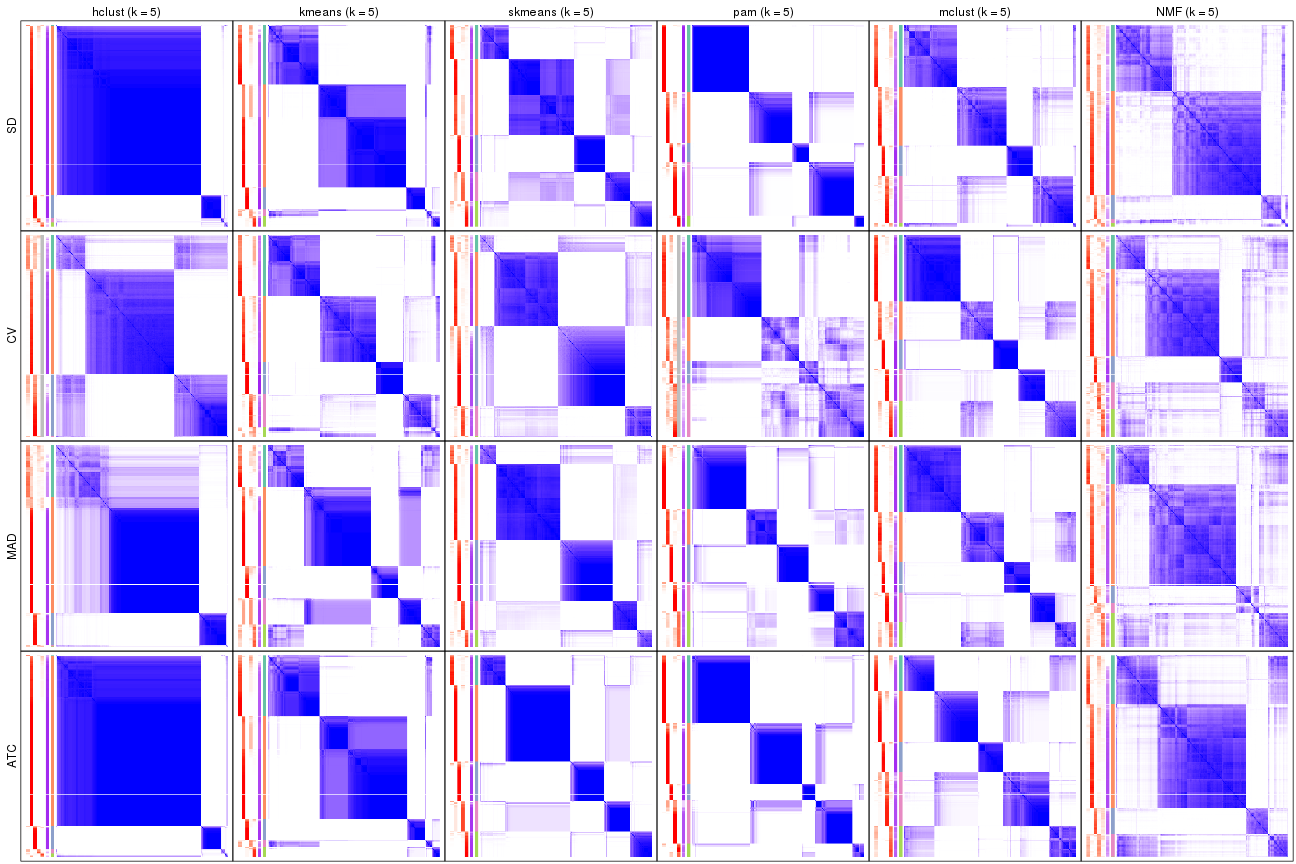 hclust (k = 5) kmeans (k = 5) skmeans (k = 5) pam (k = 5) mclust (k = 5) NMF (k = 5)
SD
CV
MAD
ATC